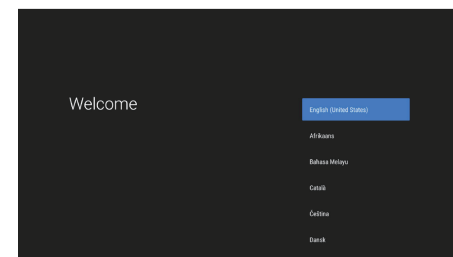 Welcome
English (United States)
Afrikaans
Bahasa Melayu
Català
Čeština
Dansk